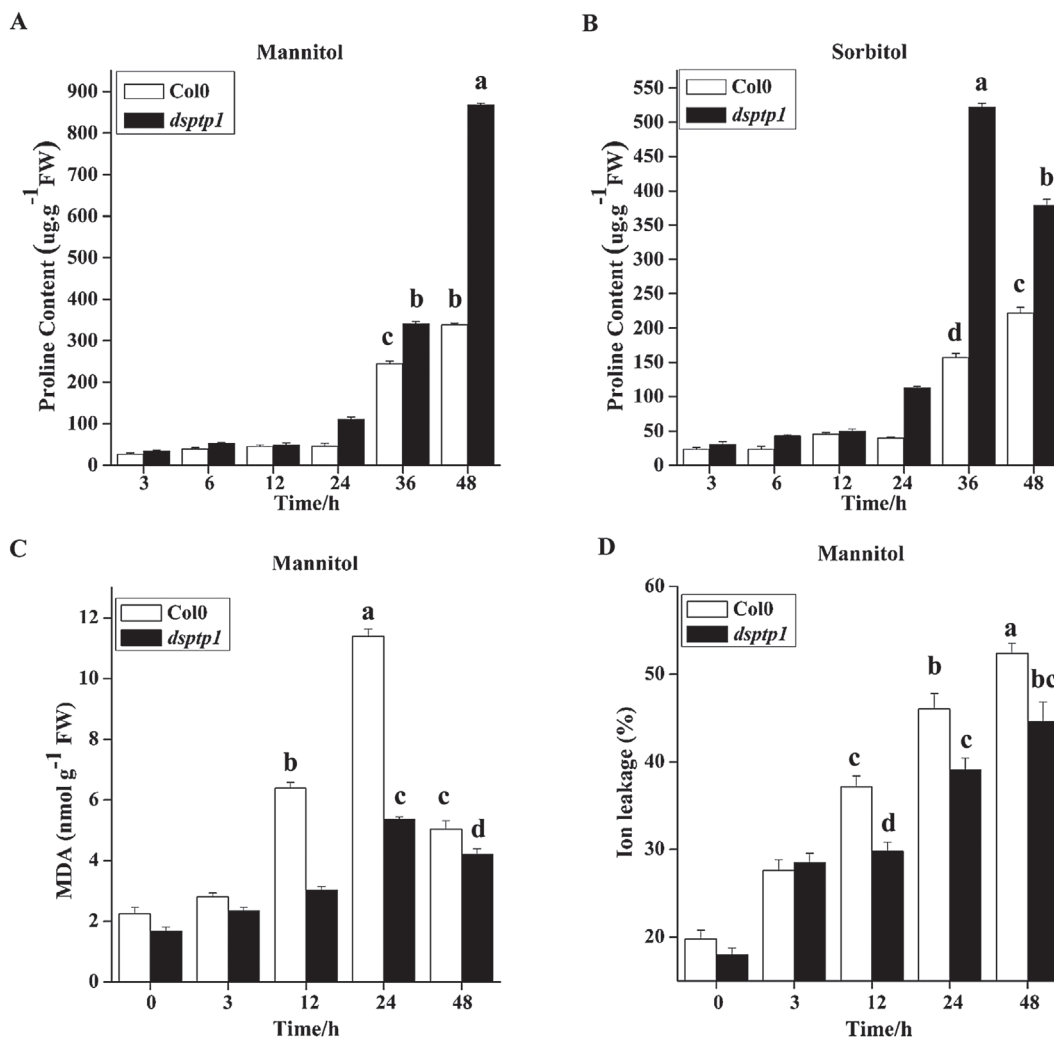 A
Mannitol
Col0
dsptp1
a
b
b
c
900
800
700
600
400
300
200
100
0
Proline Content (ug.g-1 FW)
3 6 12 24 36 48
Time/h
B
Sorbitol
Col0
dsptp1
a
b
c
d
550
500
450
400
350
300
250
200
150
100
50
0
Proline Content (ug.g-1 FW)
3 6 12 24 36 48
Time/h
C
Mannitol
Col0
dsptp1
a
b
c
c
d
12
10
8
6
4
2
0
MDA (nmol g-1 FW)
0 3 12 24 48
Time/h
D
Mannitol
Col0
dsptp1
a
b
bc
c
c
d
60
50
40
30
20
Ion leakage (%)
0 3 12 24 48
Time/h